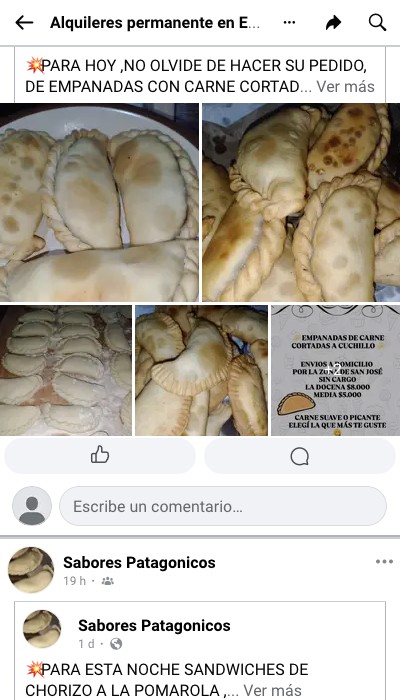 Alquileres permanente en E...
💥PARA HOY ,NO OLVIDE DE HACER SU PEDIDO,
DE EMPANADAS CON CARNE CORTAD... Ver más
EMPANADAS DE CARNE
CORTADAS A CUCHILLO
ENVIOS A DOMICILIO
POR LA ZONA DE SAN JOSÉ
SIN CARGO
LA DOCENA $8.000
MEDIA $5.000
CARNE SUAVE O PICANTE
ELEGÍ LA QUE MÁS TE GUSTE
Escribe un comentario...
Sabores Patagonicos
19 h
Sabores Patagonicos
1 d
💥PARA ESTA NOCHE SANDWICHES DE
CHORIZO A LA POMAROLA ,... Ver más